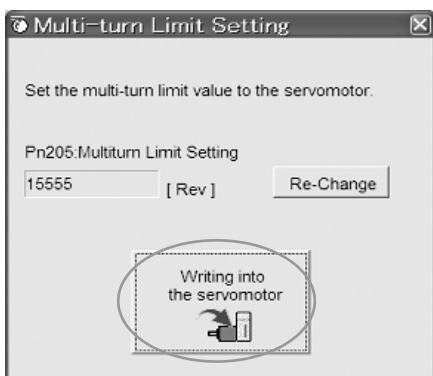 Multi-turn Limit Setting
Set the multi-turn limit value to the servomotor.
Pn205:Multiturn Limit Setting
15555 [ Rev ] Re-Change
Writing into
the servomotor